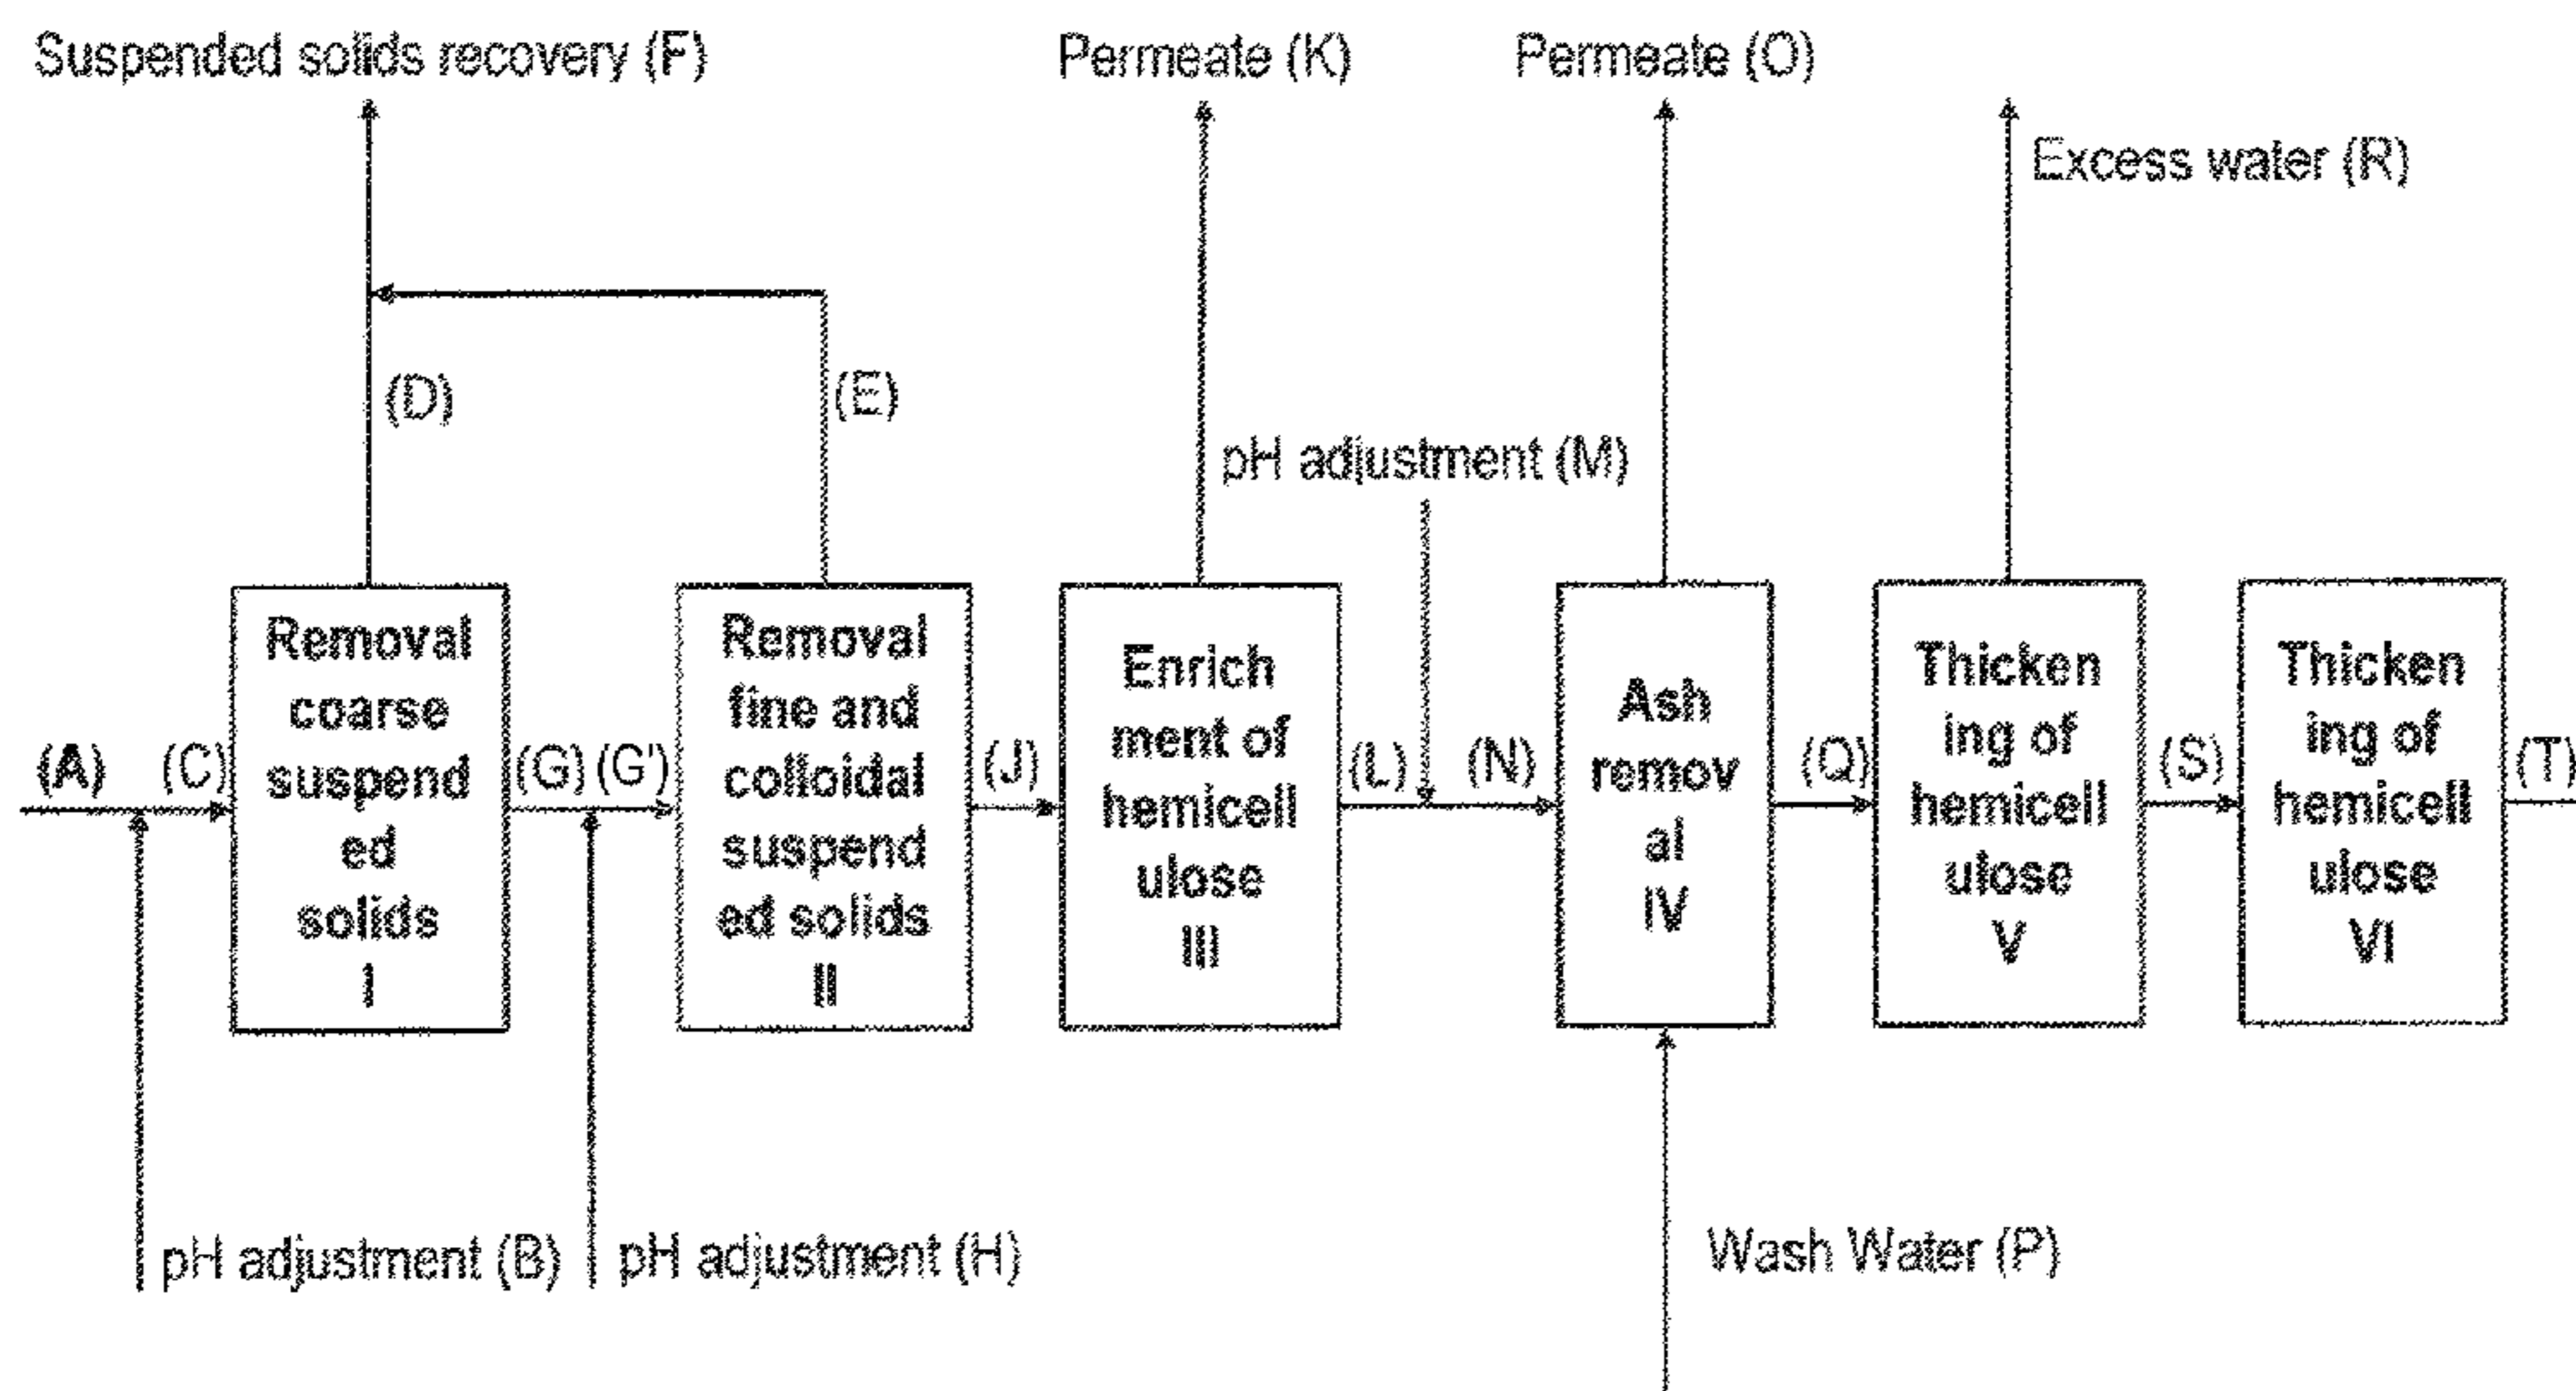 Suspended solids recovery (F)
Permeate (K)
Permeate (O)
Excess water (R)
(D)
(E)
pH adjustment (M)
(A)
(C)
Removal
coarse
suspend
ed
solids
I
(G)
(G')
Removal
fine and
colloidal
suspend
ed solids
II
(J)
Enrich
ment of
hemicell
ulose
III
(L)
(N)
Ash
remov
al
IV
(Q)
Thicken
ing of
hemicell
ulose
V
(S)
Thicken
ing of
hemicell
ulose
VI
(T)
pH adjustment (B)
pH adjustment (H)
Wash Water (P)